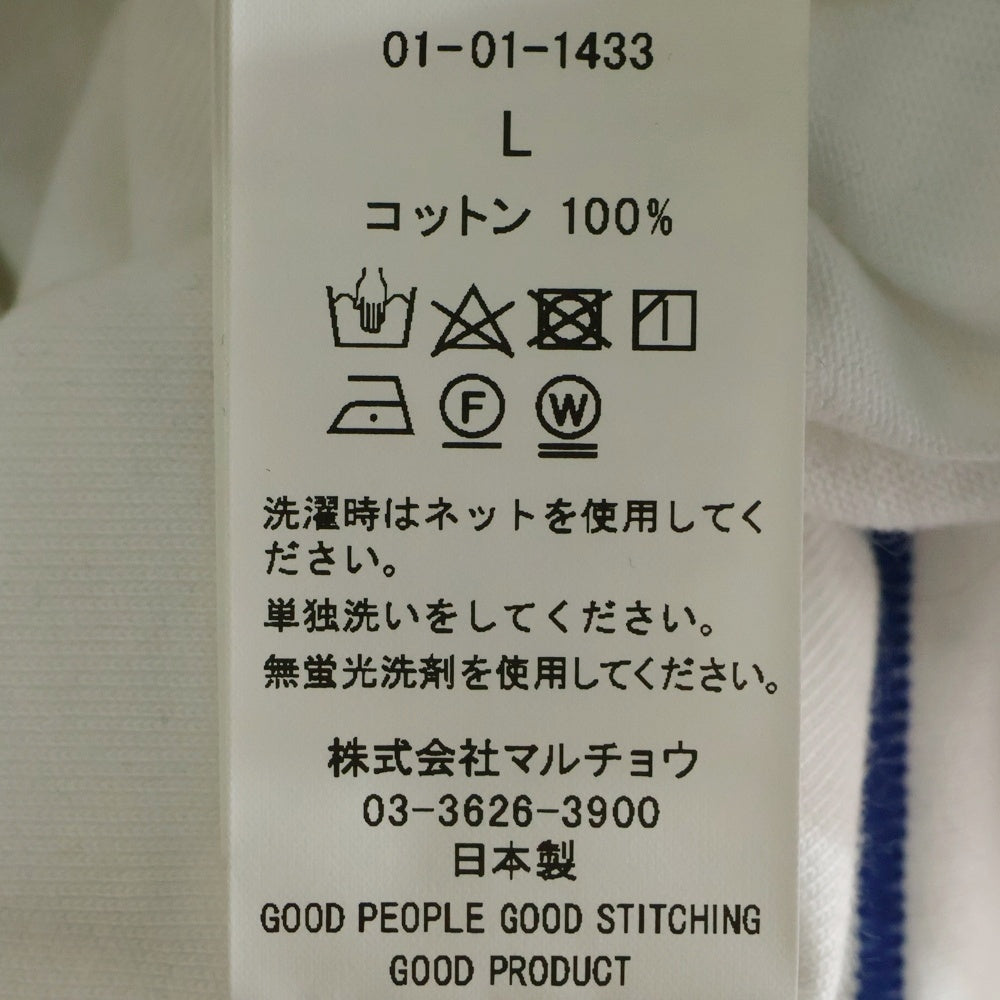 01-01-1433
L
コットン 100%
F W
洗濯時はネットを使用してく
ださい。
単独洗いをしてください。
無蛍光洗剤を使用してください。
株式会社マルチョウ
03-3626-3900
日本製
GOOD PEOPLE GOOD STITCHING
GOOD PRODUCT